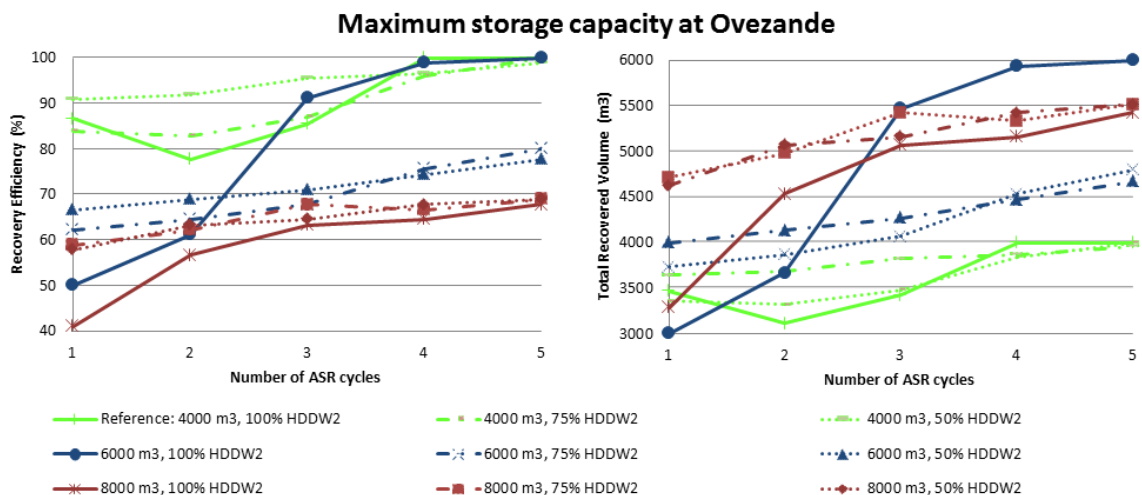 Maximum storage capacity at Ovezande
Recovery Efficiency (%)
100
90
80
70
60
50
40
1 2 3 4 5
Number of ASR cycles
Total Recovered Volume (m3)
6000
5500
5000
4500
4000
3500
3000
1 2 3 4 5
Number of ASR cycles
Reference: 4000 m3, 100% HDDW2
4000 m3, 75% HDDW2
4000 m3, 50% HDDW2
6000 m3, 100% HDDW2
6000 m3, 75% HDDW2
6000 m3, 50% HDDW2
8000 m3, 100% HDDW2
8000 m3, 75% HDDW2
8000 m3, 50% HDDW2